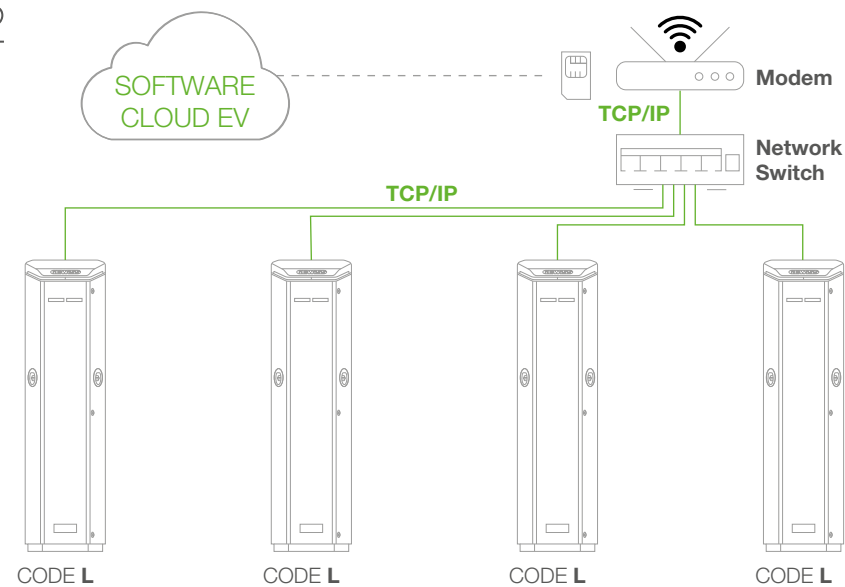 SOFTWARE
CLOUD EV
Modem
TCP/IP
Network
Switch
TCP/IP
CODE L
CODE L
CODE L
CODE L